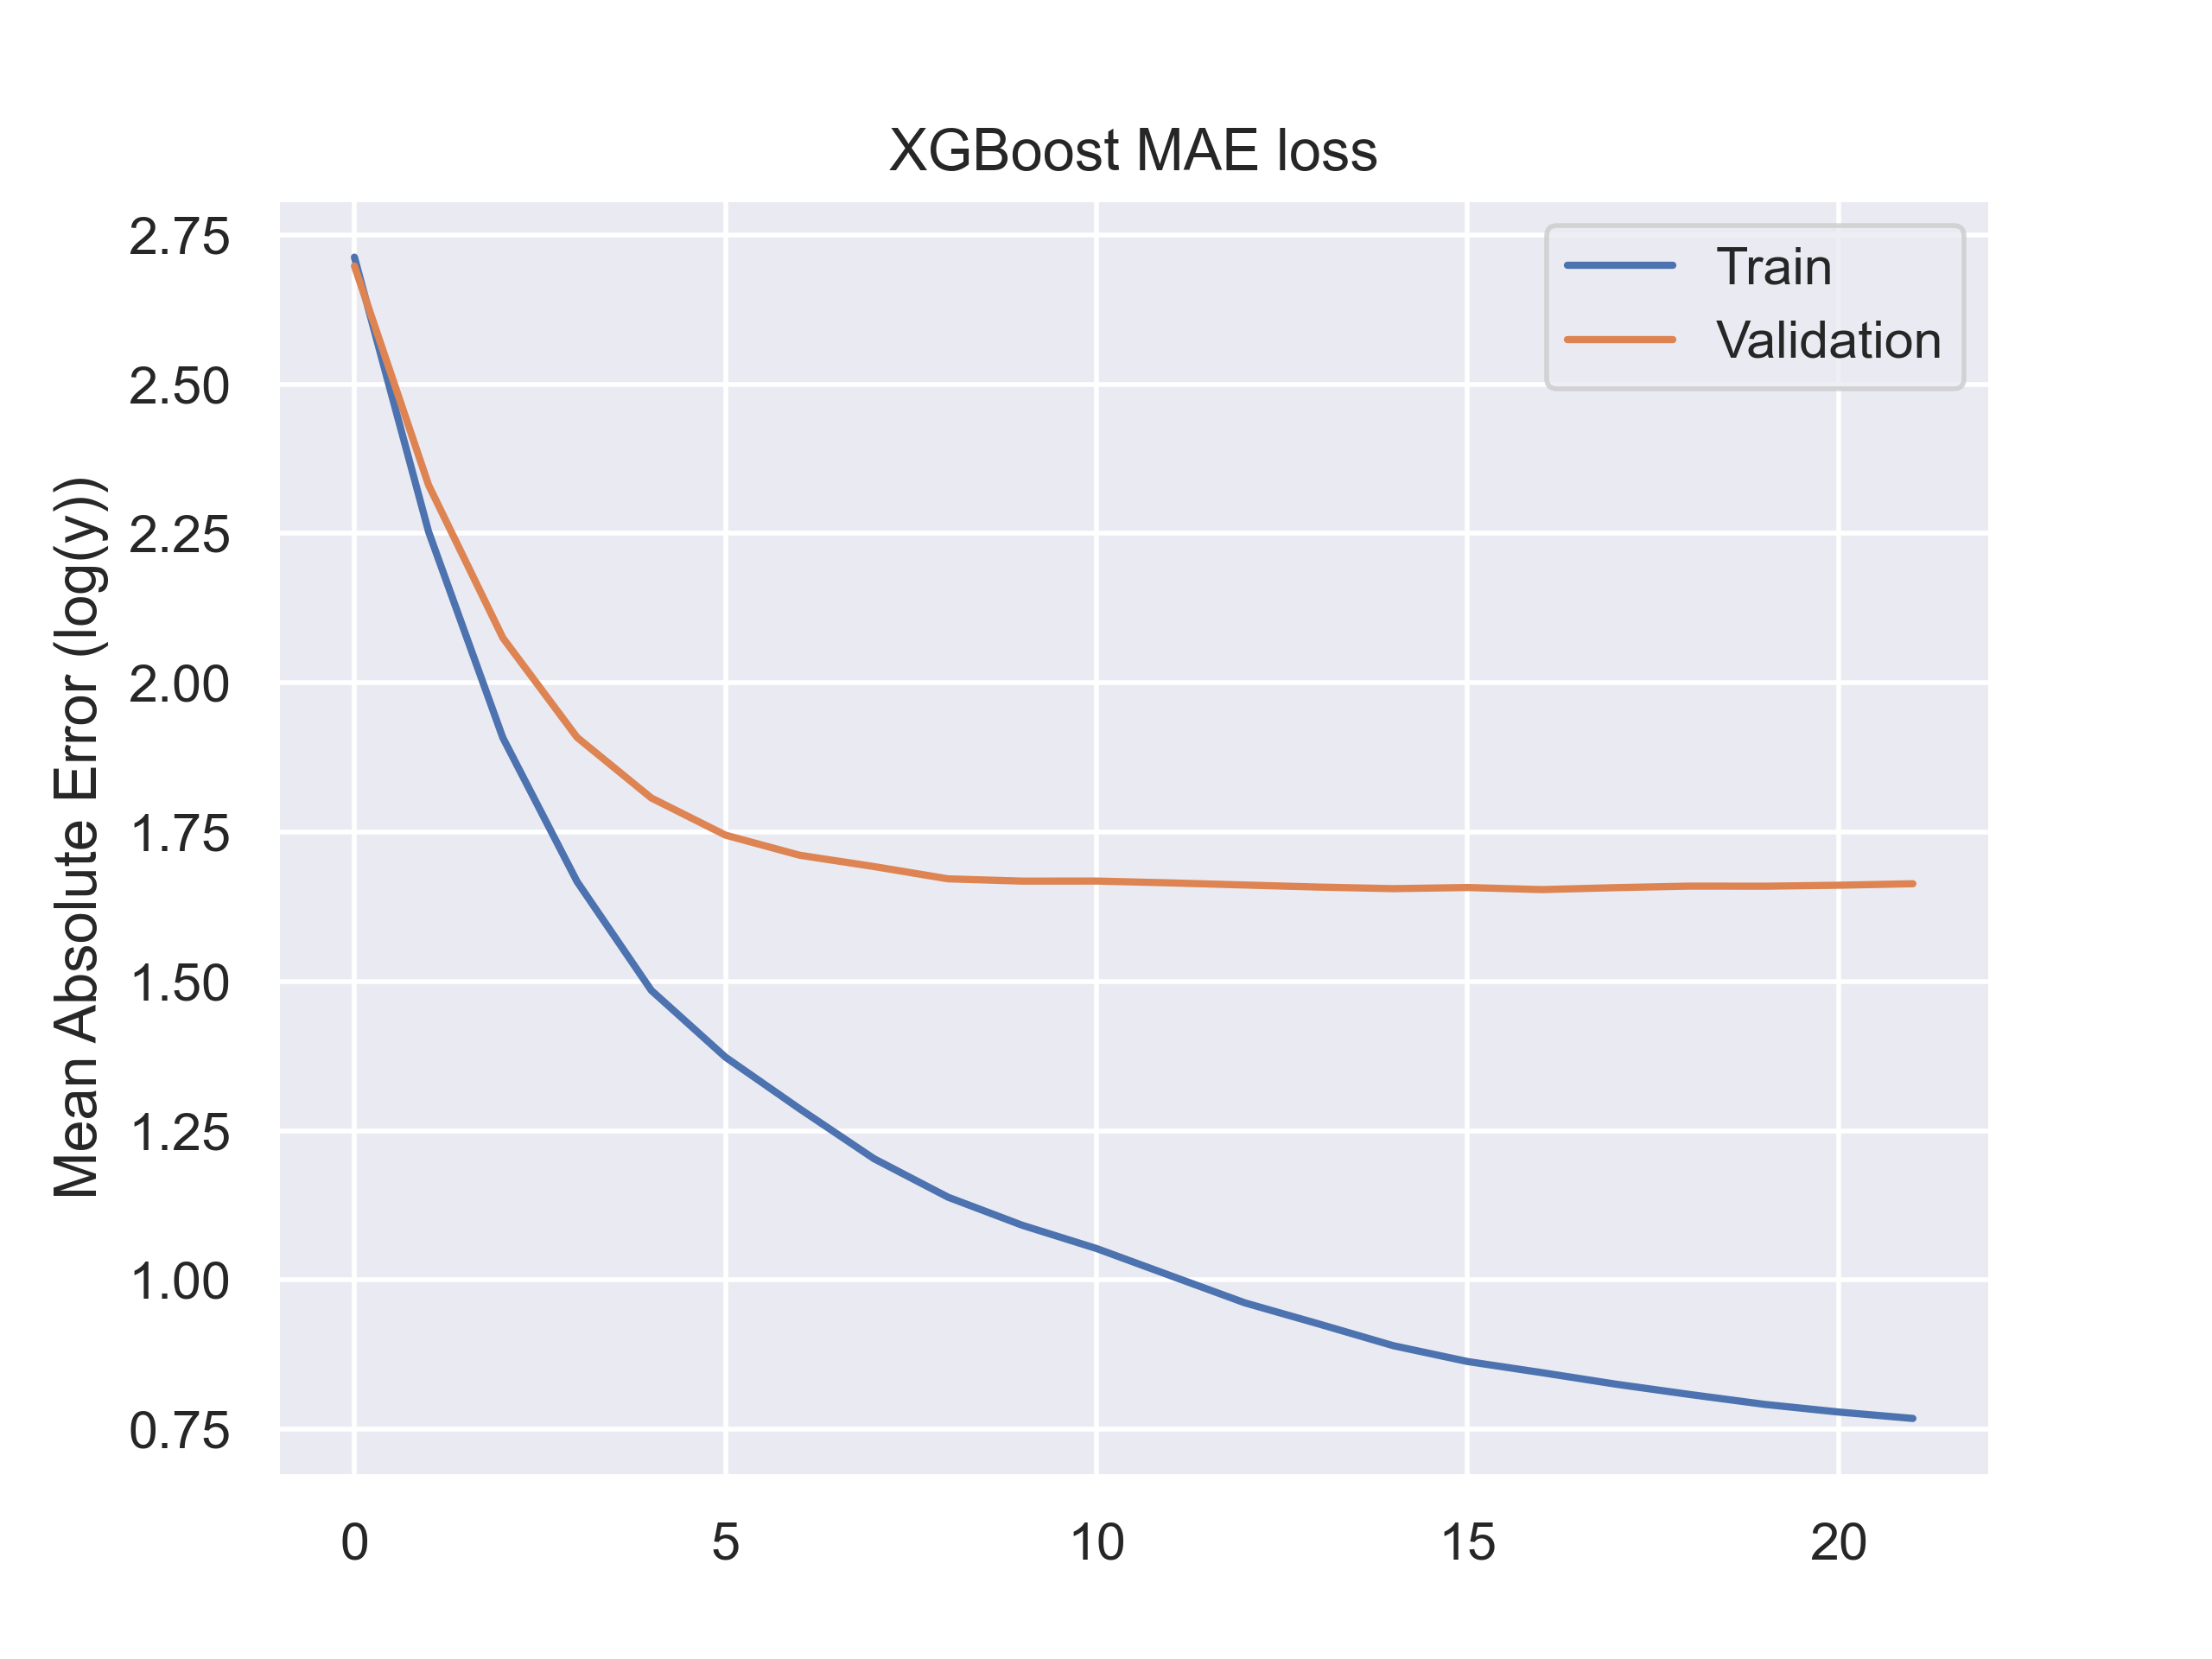 XGBoost MAE loss
Mean Absolute Error (log(y))
2.75
2.50
2.25
2.00
1.75
1.50
1.25
1.00
0.75
Train
Validation
0 5 10 15 20